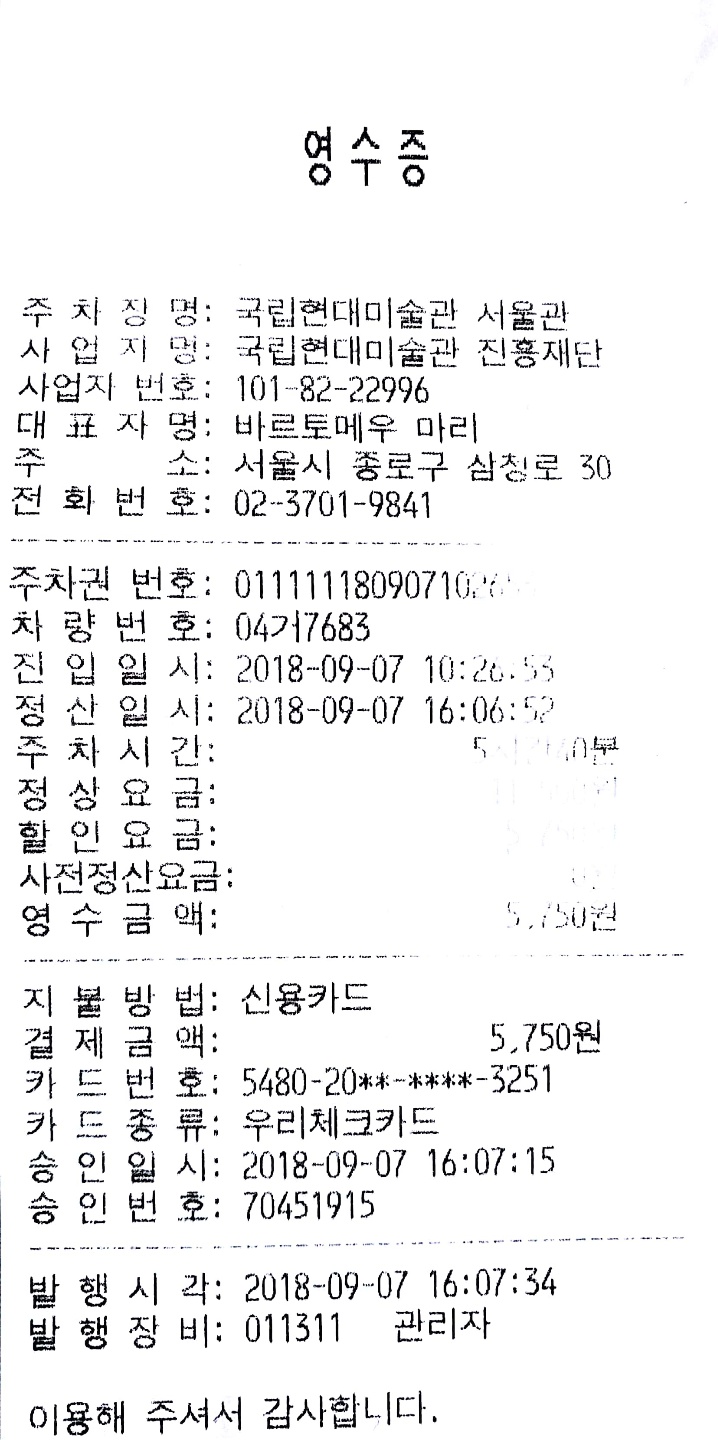 영수증
주 차 장 명: 국립현대미술관 서울관
사 업 자 명: 국립현대미술관 진흥재단
사업자 번호: 101-82-22996
대 표 자 명: 바르토메우 마리
주 소: 서울시 종로구 삼청로 30
전 화 번 호: 02-3701-9841
주차권 번호:
차 량 번 호: 04거7683
진 입 일 시: 2018-09-07 10:26:53
정 산 일 시: 2018-09-07 16:06:52
주 차 시 간: 5시간40분
정 상 요 금:
할 인 요 금:
사전정산요금:
영 수 금 액: 5,750원
지 불 방 법: 신용카드
결 제 금 액: 5,750원
카 드 번 호: 5480-20**-****-3251
카 드 종 류: 우리체크카드
승 인 일 시: 2018-09-07 16:07:15
승 인 번 호: 70451915
발 행 시 각: 2018-09-07 16:07:34
발 행 장 비: 011311 관리자
이용해 주셔서 감사합니다.